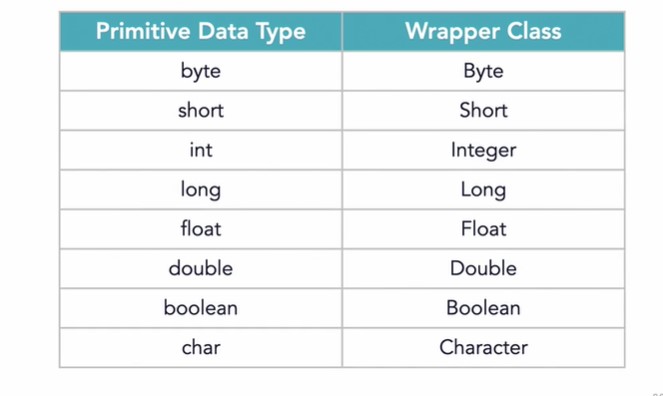 Primitive Data Type Wrapper Class
byte Byte
short Short
int Integer
long Long
float Float
double Double
boolean Boolean
char Character